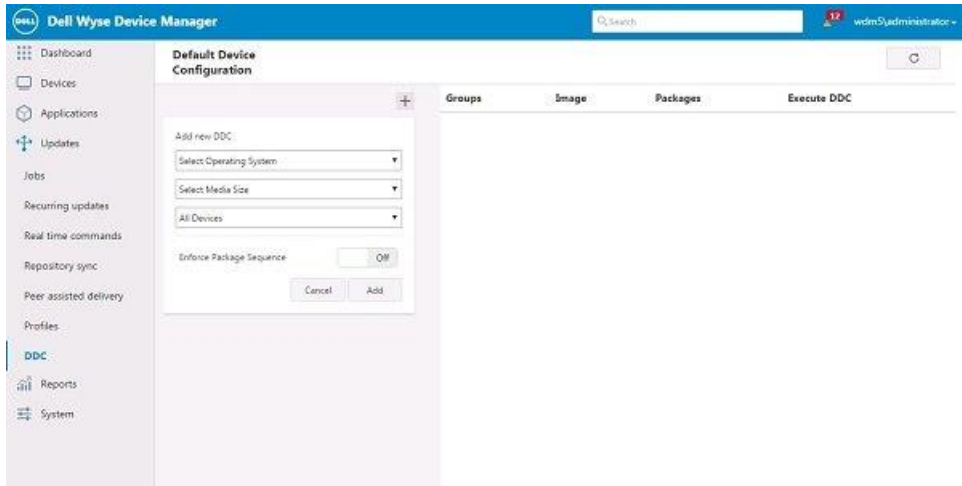 DELL Dell Wyse Device Manager Search 12 wdm5\administrator
Dashboard
Devices
Applications
Updates
Jobs
Recurring updates
Real time commands
Repository sync
Peer assisted delivery
Profiles
DDC
Reports
System
Default Device
Configuration
+
Add new DDC
Select Operating System
Select Media Size
All Devices
Enforce Package Sequence Off
Cancel Add
Groups Image Packages Execute DDC